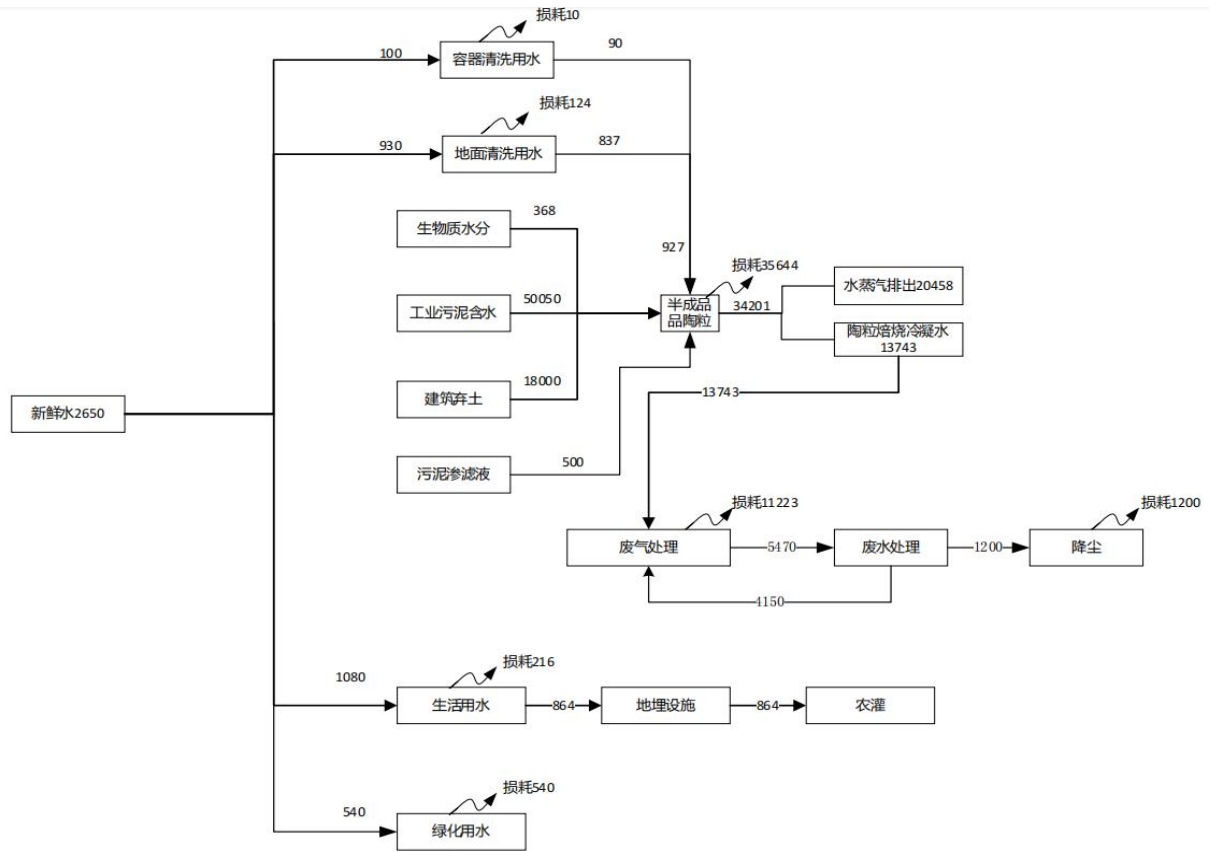 损耗10
100
容器清洗用水
90
损耗124
930
地面清洗用水
837
368
生物质水分
927
损耗35644
50050
工业污泥含水
半成品
品陶粒
34201
水蒸汽排出20458
陶粒焙烧冷凝水
13743
18000
建筑弃土
13743
新鲜水2650
500
污泥渗滤液
损耗11223
损耗1200
废气处理
5470
废水处理
1200
降尘
4150
损耗216
1080
生活用水
864
地埋设施
864
农灌
损耗540
540
绿化用水